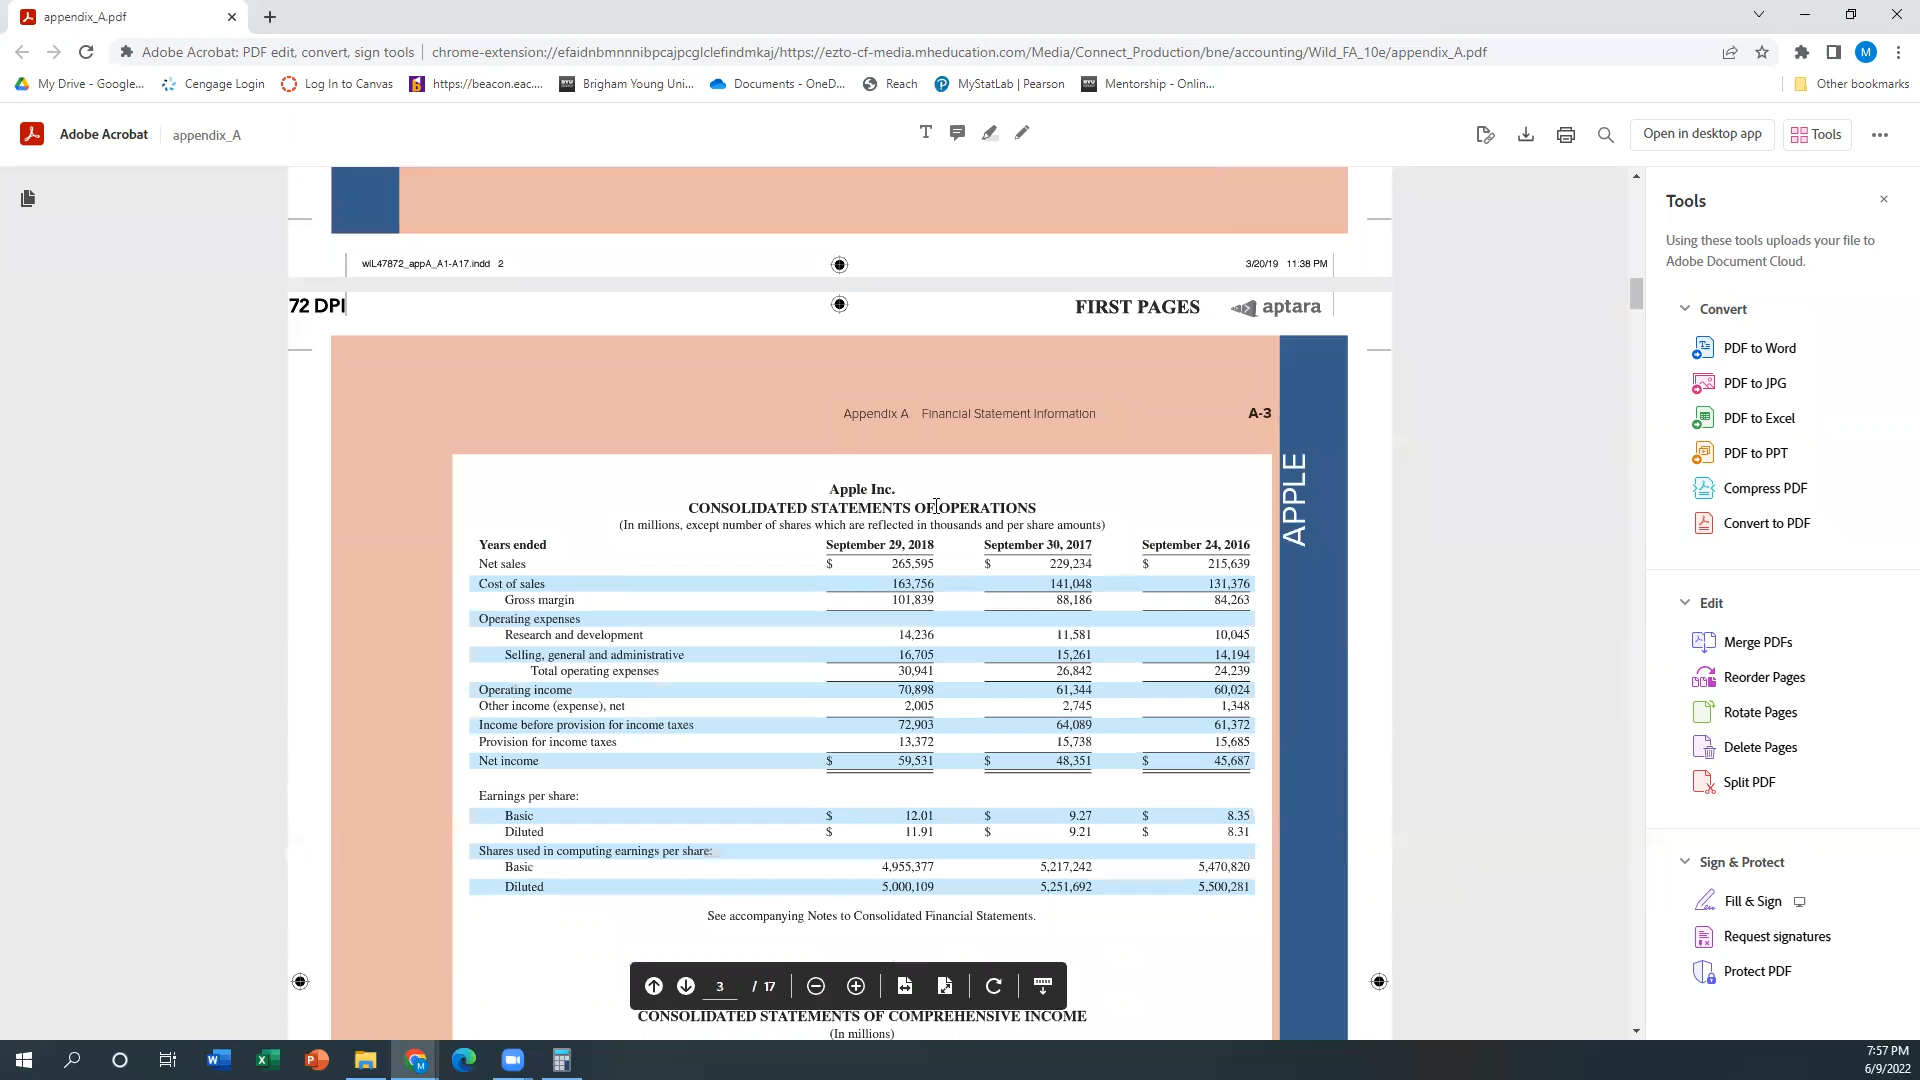 appendix_A.pdf
Adobe Acrobat: PDF edit, convert, sign tools | chrome-extension://efaidnbmnnnibpcajpcglclefindmkaj/https://ezto-cf-media.mheducation.com/Media/Connect_Production/bne/accounting/Wild_FA_10e/appendix_A.pdf
M
My Drive - Google... Cengage Login Log In to Canvas https://beacon.eac.... Brigham Young Uni... Documents - OneD... Reach MyStatLab | Pearson Mentorship - Onlin... Other bookmarks
Adobe Acrobat appendix_A Open in desktop app Tools
wiL47872_appA_A1-A17.indd 2 3/20/19 11:38 PM
72 DPI FIRST PAGES aptara
Appendix A Financial Statement Information A-3
APPLE
Apple Inc.
CONSOLIDATED STATEMENTS OF OPERATIONS
(In millions, except number of shares which are reflected in thousands and per share amounts)
Years ended September 29, 2018 September 30, 2017 September 24, 2016
Net sales $ 265,595 $ 229,234 $ 215,639
Cost of sales 163,756 141,048 131,376
Gross margin 101,839 88,186 84,263
Operating expenses
Research and development 14,236 11,581 10,045
Selling, general and administrative 16,705 15,261 14,194
Total operating expenses 30,941 26,842 24,239
Operating income 70,898 61,344 60,024
Other income (expense), net 2,005 2,745 1,348
Income before provision for income taxes 72,903 64,089 61,372
Provision for income taxes 13,372 15,738 15,685
Net income $ 59,531 $ 48,351 $ 45,687
Earnings per share:
Basic $ 12.01 $ 9.27 $ 8.35
Diluted $ 11.91 $ 9.21 $ 8.31
Shares used in computing earnings per share:
Basic 4,955,377 5,217,242 5,470,820
Diluted 5,000,109 5,251,692 5,500,281
See accompanying Notes to Consolidated Financial Statements.
3 / 17
CONSOLIDATED STATEMENTS OF COMPREHENSIVE INCOME
(In millions)
Tools
Using these tools uploads your file to
Adobe Document Cloud.
Convert
PDF to Word
PDF to JPG
PDF to Excel
PDF to PPT
Compress PDF
Convert to PDF
Edit
Merge PDFs
Reorder Pages
Rotate Pages
Delete Pages
Split PDF
Sign & Protect
Fill & Sign
Request signatures
Protect PDF
7:57 PM
6/9/2022